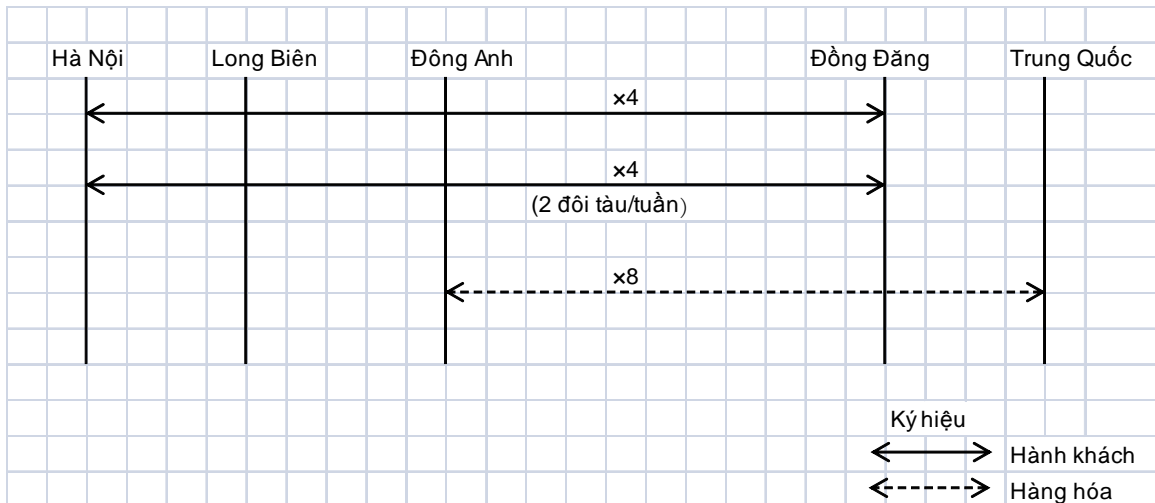 Hà Nội Long Biên Đông Anh Đồng Đăng Trung Quốc
×4
×4
(2 đôi tàu/tuần)
×8
Ký hiệu
Hành khách
Hàng hóa